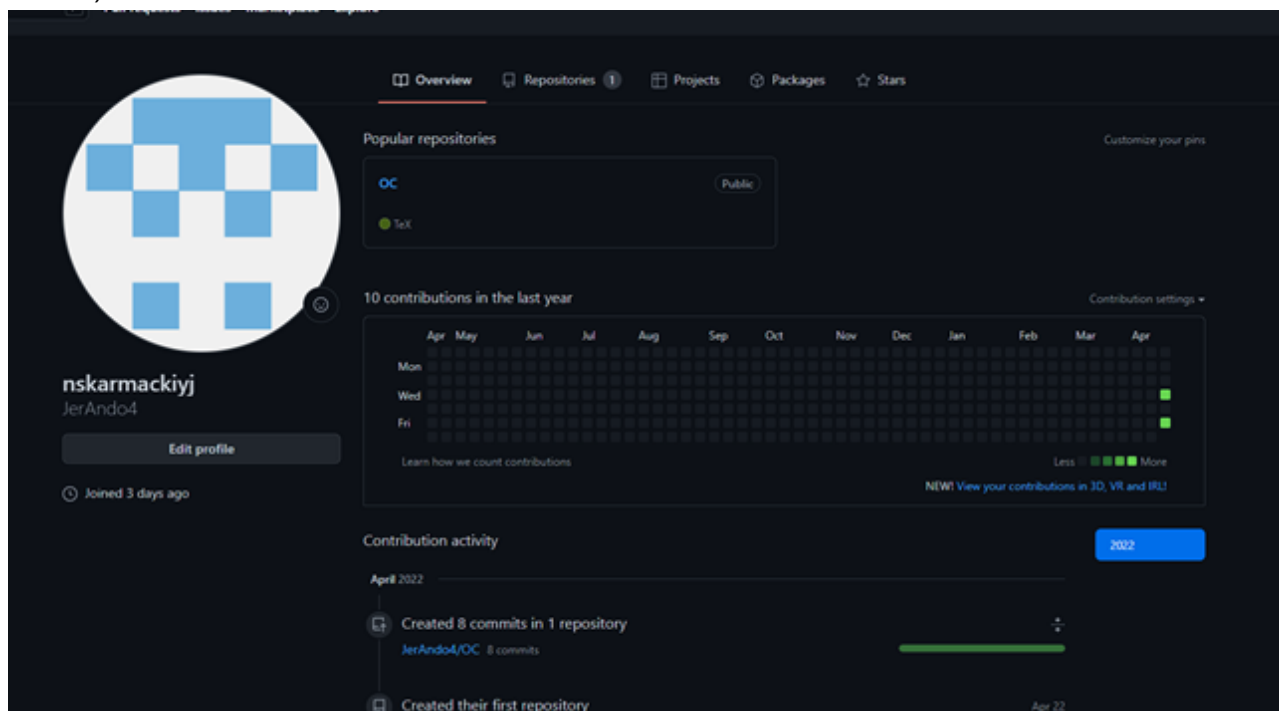 Overview Repositories 1 Projects Packages Stars
Popular repositories Customize your pins
OC Public
TeX
10 contributions in the last year Contribution settings
Apr May Jun Jul Aug Sep Oct Nov Dec Jan Feb Mar Apr
Mon
Wed
Fri
Learn how we count contributions Less More
NEW! View your contributions in 3D, VR and IRL!
nskarmackiyj
JerAndo4
Edit profile
Joined 3 days ago
Contribution activity 2022
April 2022
Created 8 commits in 1 repository
JerAndo4/OC 8 commits
Created their first repository Apr 22